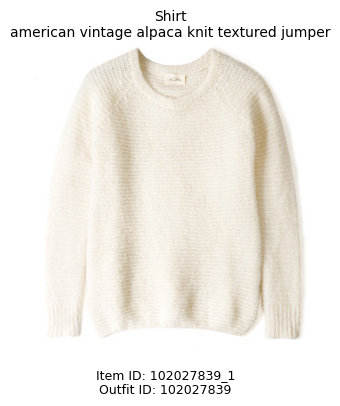 Shirt
american vintage alpaca knit textured jumper
Item ID: 102027839_1
Outfit ID: 102027839